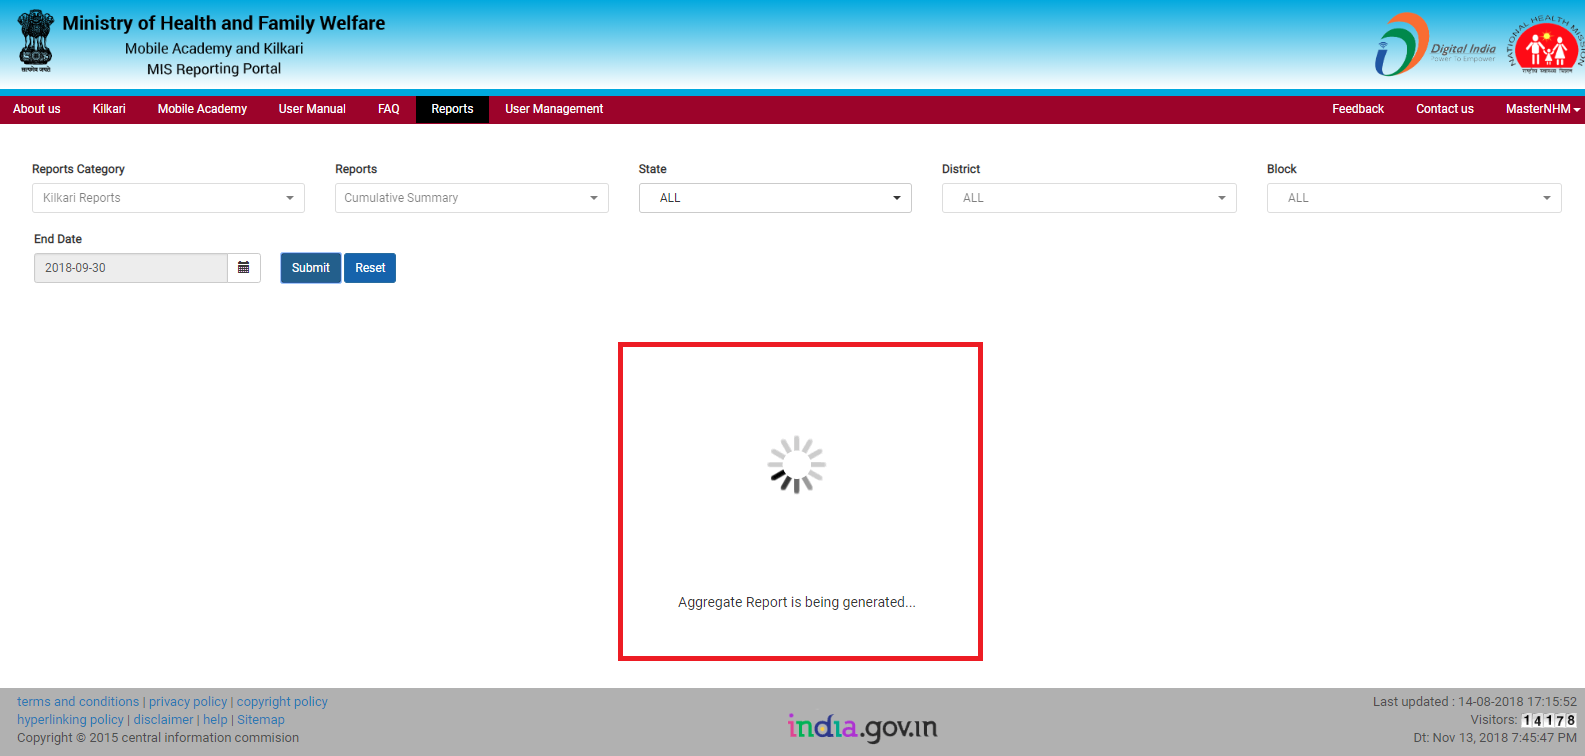 Ministry of Health and Family Welfare
Mobile Academy and Kilkari
MIS Reporting Portal
सत्यमेव जयते
Digital India
Power To Empower
NATIONAL HEALTH MISSION
राष्ट्रीय स्वास्थ्य मिशन
About us Kilkari Mobile Academy User Manual FAQ Reports User Management Feedback Contact us MasterNHM
Reports Category Reports State District Block
Kilkari Reports Cumulative Summary ALL ALL ALL
End Date
2018-09-30 Submit Reset
Aggregate Report is being generated...
terms and conditions | privacy policy | copyright policy
hyperlinking policy | disclaimer | help | Sitemap
Copyright © 2015 central information commision
india.gov.in
Last updated : 14-08-2018 17:15:52
Visitors: 14178
Dt: Nov 13, 2018 7:45:47 PM